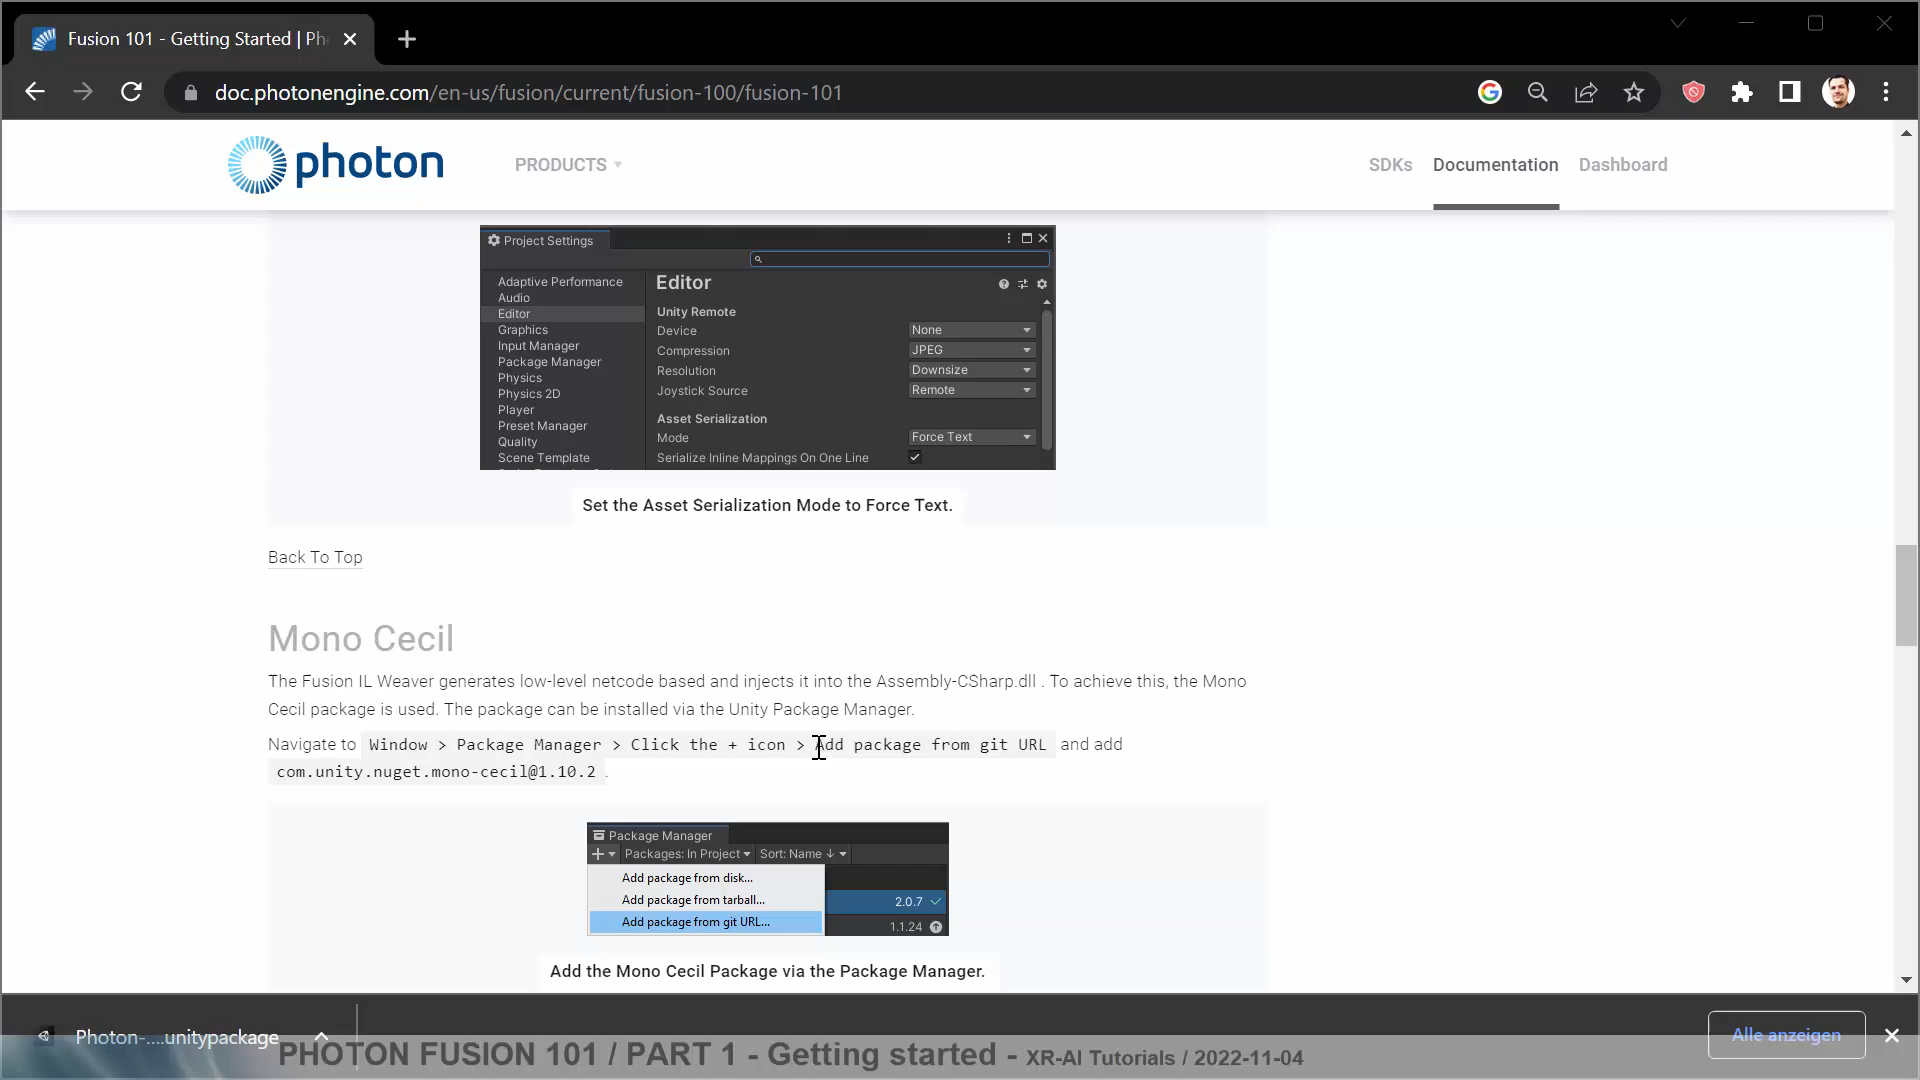 Fusion 101 - Getting Started | Ph
doc.photonengine.com/en-us/fusion/current/fusion-100/fusion-101
photon
PRODUCTS
SDKs
Documentation
Dashboard
Project Settings
Adaptive Performance
Audio
Editor
Graphics
Input Manager
Package Manager
Physics
Physics 2D
Player
Preset Manager
Quality
Scene Template
Editor
Unity Remote
Device None
Compression JPEG
Resolution Downsize
Joystick Source Remote
Asset Serialization
Mode Force Text
Serialize Inline Mappings On One Line
Set the Asset Serialization Mode to Force Text.
Back To Top
Mono Cecil
The Fusion IL Weaver generates low-level netcode based and injects it into the Assembly-CSharp.dll . To achieve this, the Mono
Cecil package is used. The package can be installed via the Unity Package Manager.
Navigate to Window > Package Manager > Click the + icon > Add package from git URL and add
com.unity.nuget.mono-cecil@1.10.2 .
Package Manager
Packages: In Project Sort: Name ↓
Add package from disk...
Add package from tarball...
Add package from git URL...
2.0.7
1.1.24
Add the Mono Cecil Package via the Package Manager.
Photon-....unitypackage
Alle anzeigen
PHOTON FUSION 101 / PART 1 - Getting started - XR-AI Tutorials / 2022-11-04